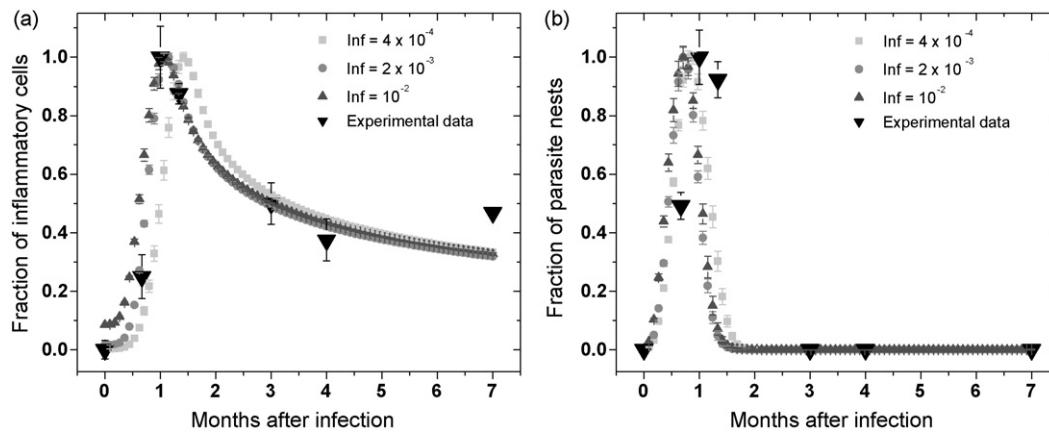 (a)
Fraction of inflammatory cells
1.0
0.8
0.6
0.4
0.2
0.0
Inf = 4 x 10⁻⁴
Inf = 2 x 10⁻³
Inf = 10⁻²
Experimental data
0 1 2 3 4 5 6 7
Months after infection
(b)
Fraction of parasite nests
1.0
0.8
0.6
0.4
0.2
0.0
Inf = 4 x 10⁻⁴
Inf = 2 x 10⁻³
Inf = 10⁻²
Experimental data
0 1 2 3 4 5 6 7
Months after infection